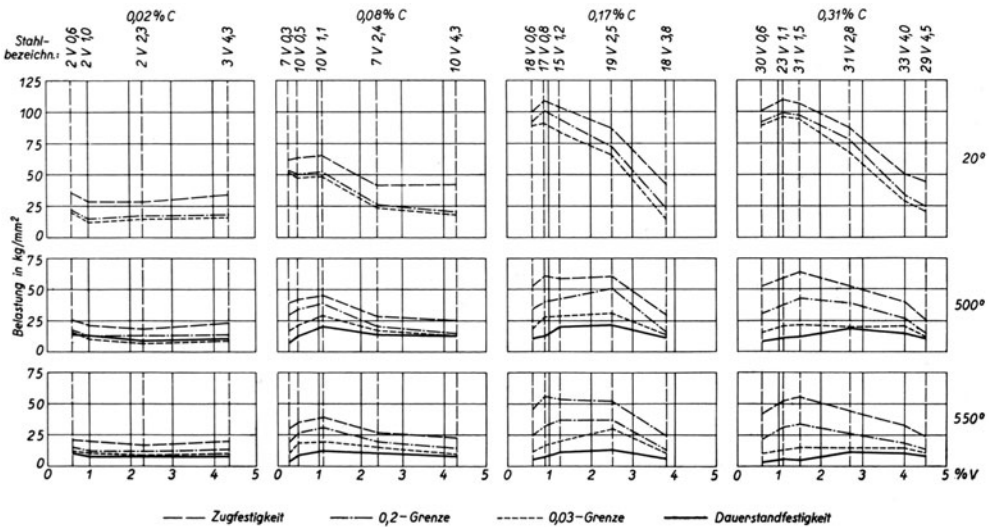 0,02% C 0,08% C 0,17% C 0,31% C
Stahl-
bezeichn.:
2 V 0,6
2 V 1,0
2 V 2,3
3 V 4,3
7 V 0,3
10 V 0,5
10 V 1,1
7 V 2,4
10 V 4,3
18 V 0,6
17 V 0,8
15 V 1,2
19 V 2,5
18 V 3,8
30 V 0,6
23 V 1,1
31 V 1,5
31 V 2,8
33 V 4,0
29 V 4,5
Belastung in kg/mm²
125
100
75
50
25
0
20°
75
50
25
0
500°
75
50
25
0
550°
0 1 2 3 4 5 0 1 2 3 4 5 0 1 2 3 4 5 0 1 2 3 4 5 % V
Zugfestigkeit 0,2-Grenze 0,03-Grenze Dauerstandfestigkeit